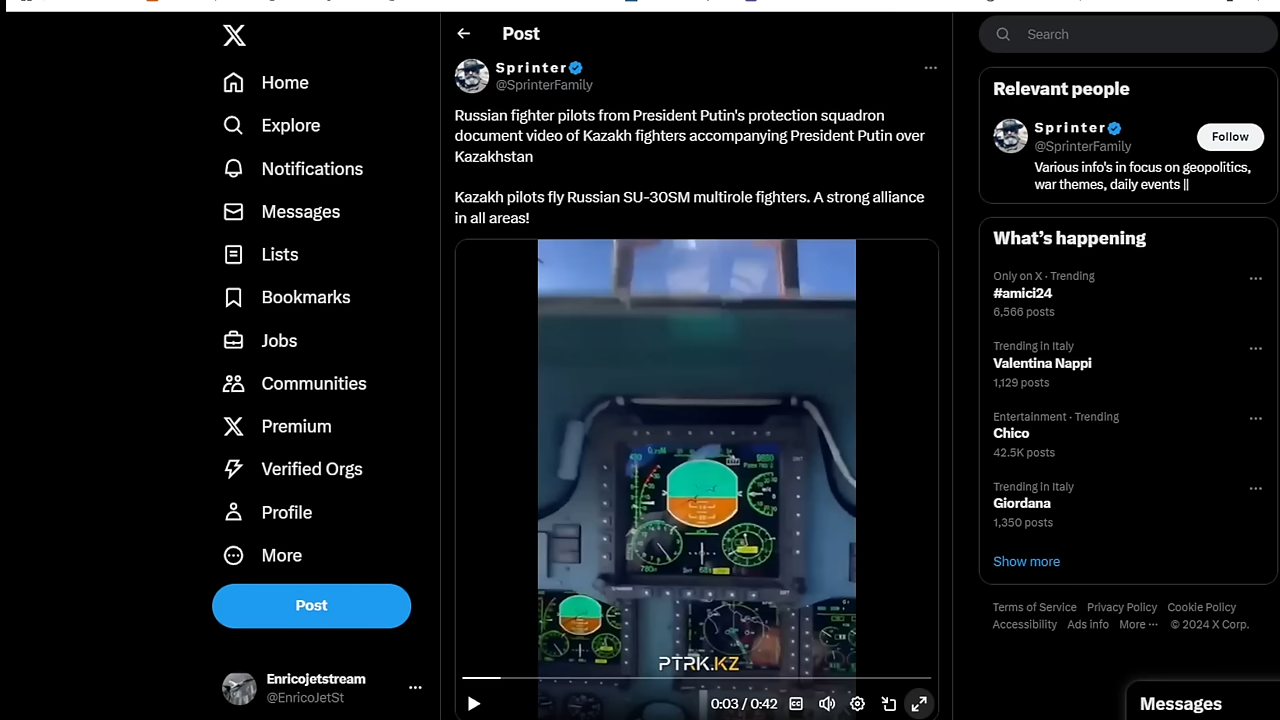 Post
Search
Home
Explore
Notifications
Messages
Lists
Bookmarks
Jobs
Communities
Premium
Verified Orgs
Profile
More
Post
Enricojetstream
@EnricoJetSt
Sprinter
@SprinterFamily
Russian fighter pilots from President Putin's protection squadron
document video of Kazakh fighters accompanying President Putin over
Kazakhstan
Kazakh pilots fly Russian SU-30SM multirole fighters. A strong alliance
in all areas!
PTRK.KZ
0:03 / 0:42
Relevant people
Sprinter
@SprinterFamily
Follow
Various info's in focus on geopolitics,
war themes, daily events ||
What's happening
Only on X · Trending
#amici24
6,566 posts
Trending in Italy
Valentina Nappi
1,129 posts
Entertainment · Trending
Chico
42.5K posts
Trending in Italy
Giordana
1,350 posts
Show more
Terms of Service Privacy Policy Cookie Policy
Accessibility Ads info More ··· © 2024 X Corp.
Messages